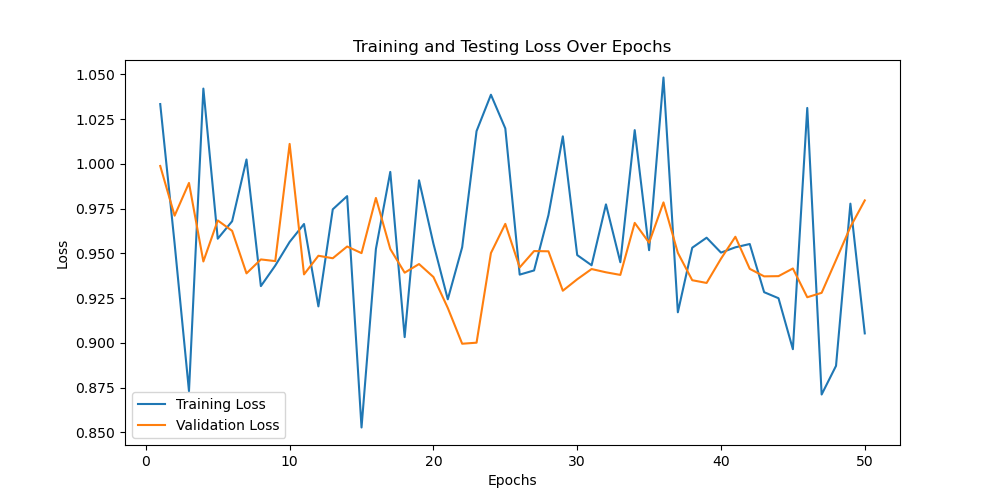 Training and Testing Loss Over Epochs
1.050
1.025
1.000
0.975
0.950
0.925
0.900
0.875
0.850
Loss
Training Loss
Validation Loss
0 10 20 30 40 50
Epochs